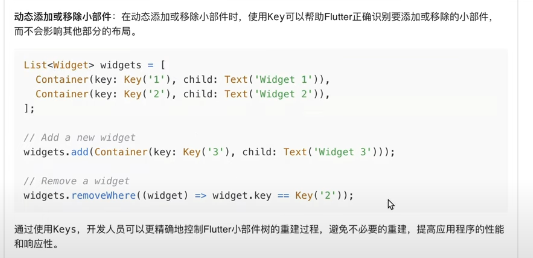 动态添加或移除小部件：在动态添加或移除小部件时，使用Key可以帮助Flutter正确识别要添加或移除的小部件，
而不会影响其他部分的布局。
List<Widget> widgets = [
  Container(key: Key('1'), child: Text('Widget 1')),
  Container(key: Key('2'), child: Text('Widget 2')),
];
// Add a new widget
widgets.add(Container(key: Key('3'), child: Text('Widget 3')));
// Remove a widget
widgets.removeWhere((widget) => widget.key == Key('2'));
通过使用Keys，开发人员可以更精确地控制Flutter小部件树的重建过程，避免不必要的重建，提高应用程序的性能
和响应性。